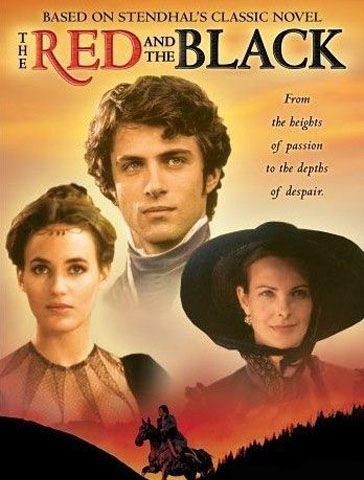 BASED ON STENDHAL'S CLASSIC NOVEL
THE RED AND THE BLACK
From
the heights
of passion
to the depths
of despair.